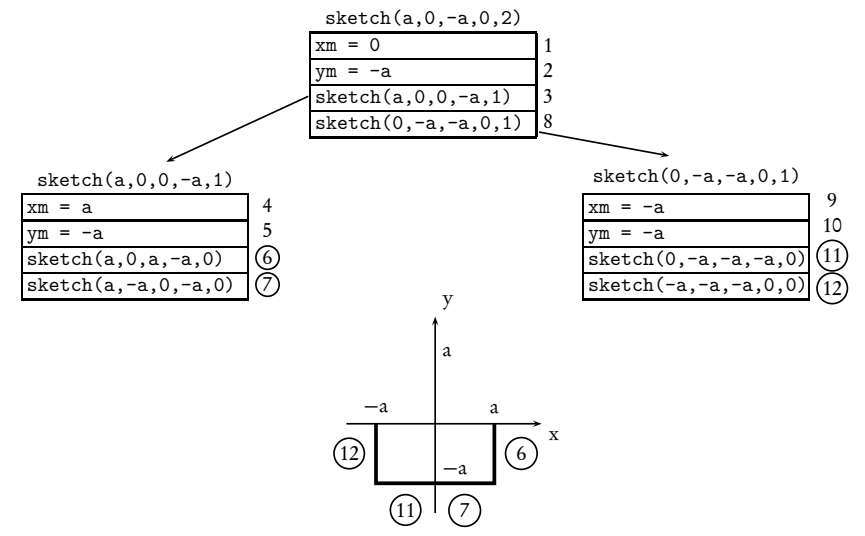 sketch(a,0,-a,0,2)
xm = 0 1
ym = -a 2
sketch(a,0,0,-a,1) 3
sketch(0,-a,-a,0,1) 8
sketch(a,0,0,-a,1)
xm = a 4
ym = -a 5
sketch(a,0,a,-a,0) 6
sketch(a,-a,0,-a,0) 7
sketch(0,-a,-a,0,1)
xm = -a 9
ym = -a 10
sketch(0,-a,-a,-a,0) 11
sketch(-a,-a,-a,0,0) 12
y
a
−a a
x
12 −a 6
11 7